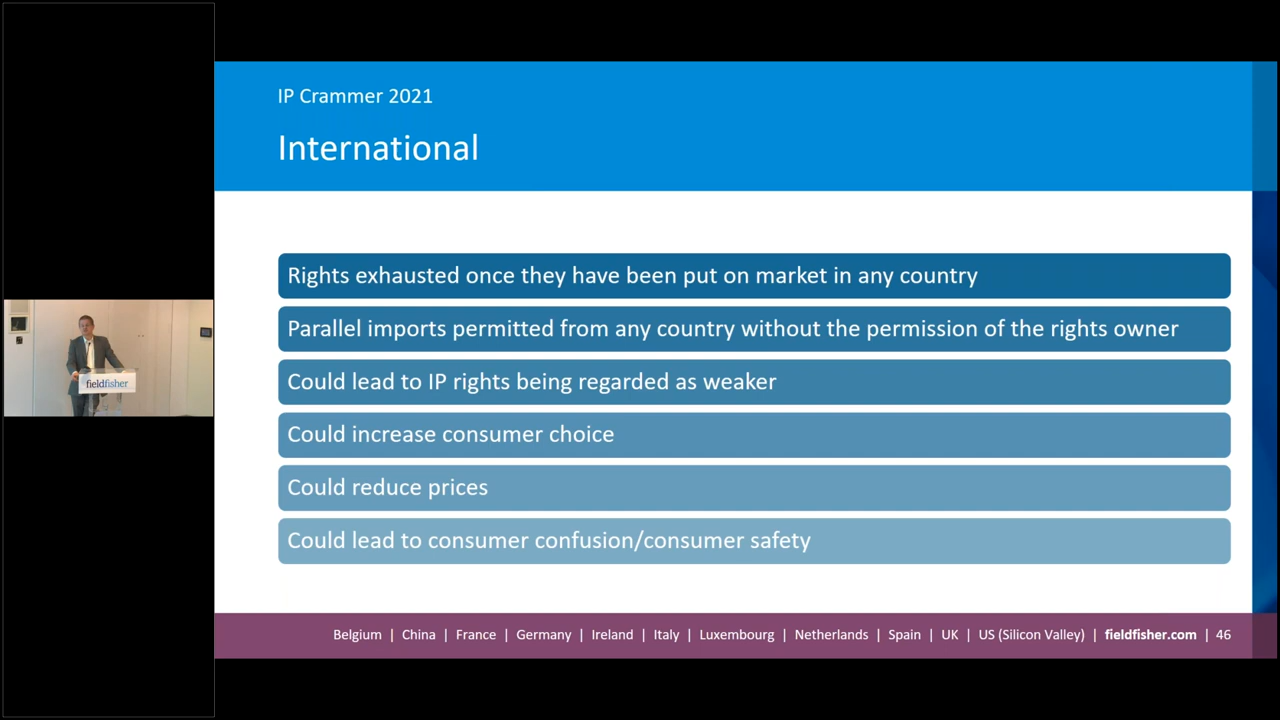 IP Crammer 2021
International
Rights exhausted once they have been put on market in any country
Parallel imports permitted from any country without the permission of the rights owner
Could lead to IP rights being regarded as weaker
Could increase consumer choice
Could reduce prices
Could lead to consumer confusion/consumer safety
fieldfisher
Belgium | China | France | Germany | Ireland | Italy | Luxembourg | Netherlands | Spain | UK | US (Silicon Valley) | fieldfisher.com | 46